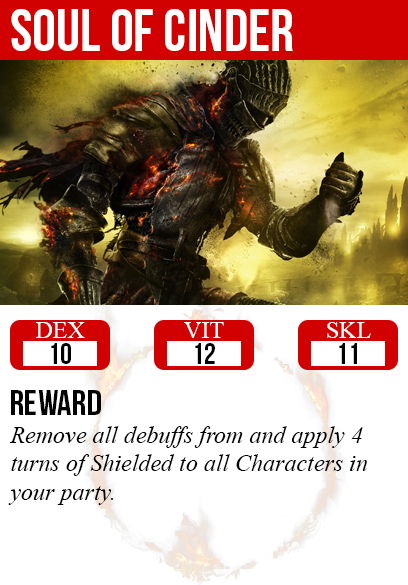 SOUL OF CINDER
DEX VIT SKL
10 12 11
REWARD
Remove all debuffs from and apply 4
turns of Shielded to all Characters in
your party.